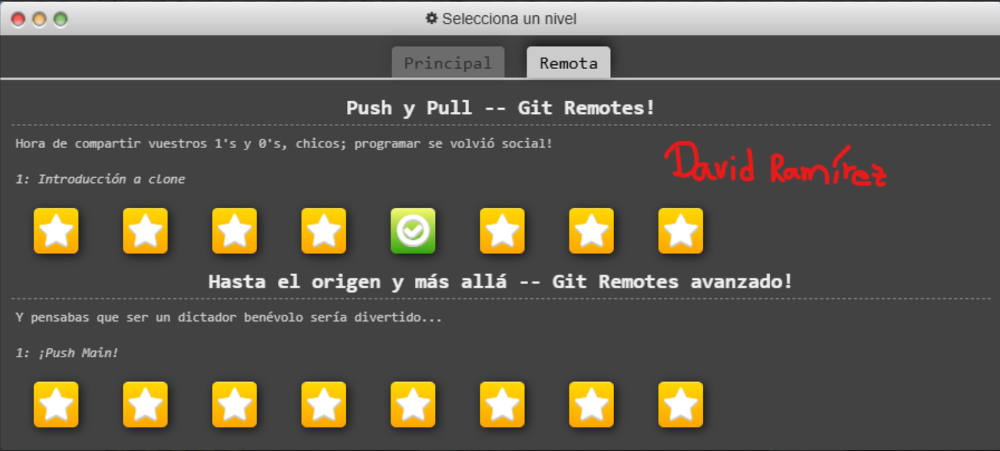 Selecciona un nivel
Principal Remota
Push y Pull -- Git Remotes!
Hora de compartir vuestros 1's y 0's, chicos; programar se volvió social!
David Ramírez
1: Introducción a clone
Hasta el origen y más allá -- Git Remotes avanzado!
Y pensabas que ser un dictador benévolo sería divertido...
1: ¡Push Main!